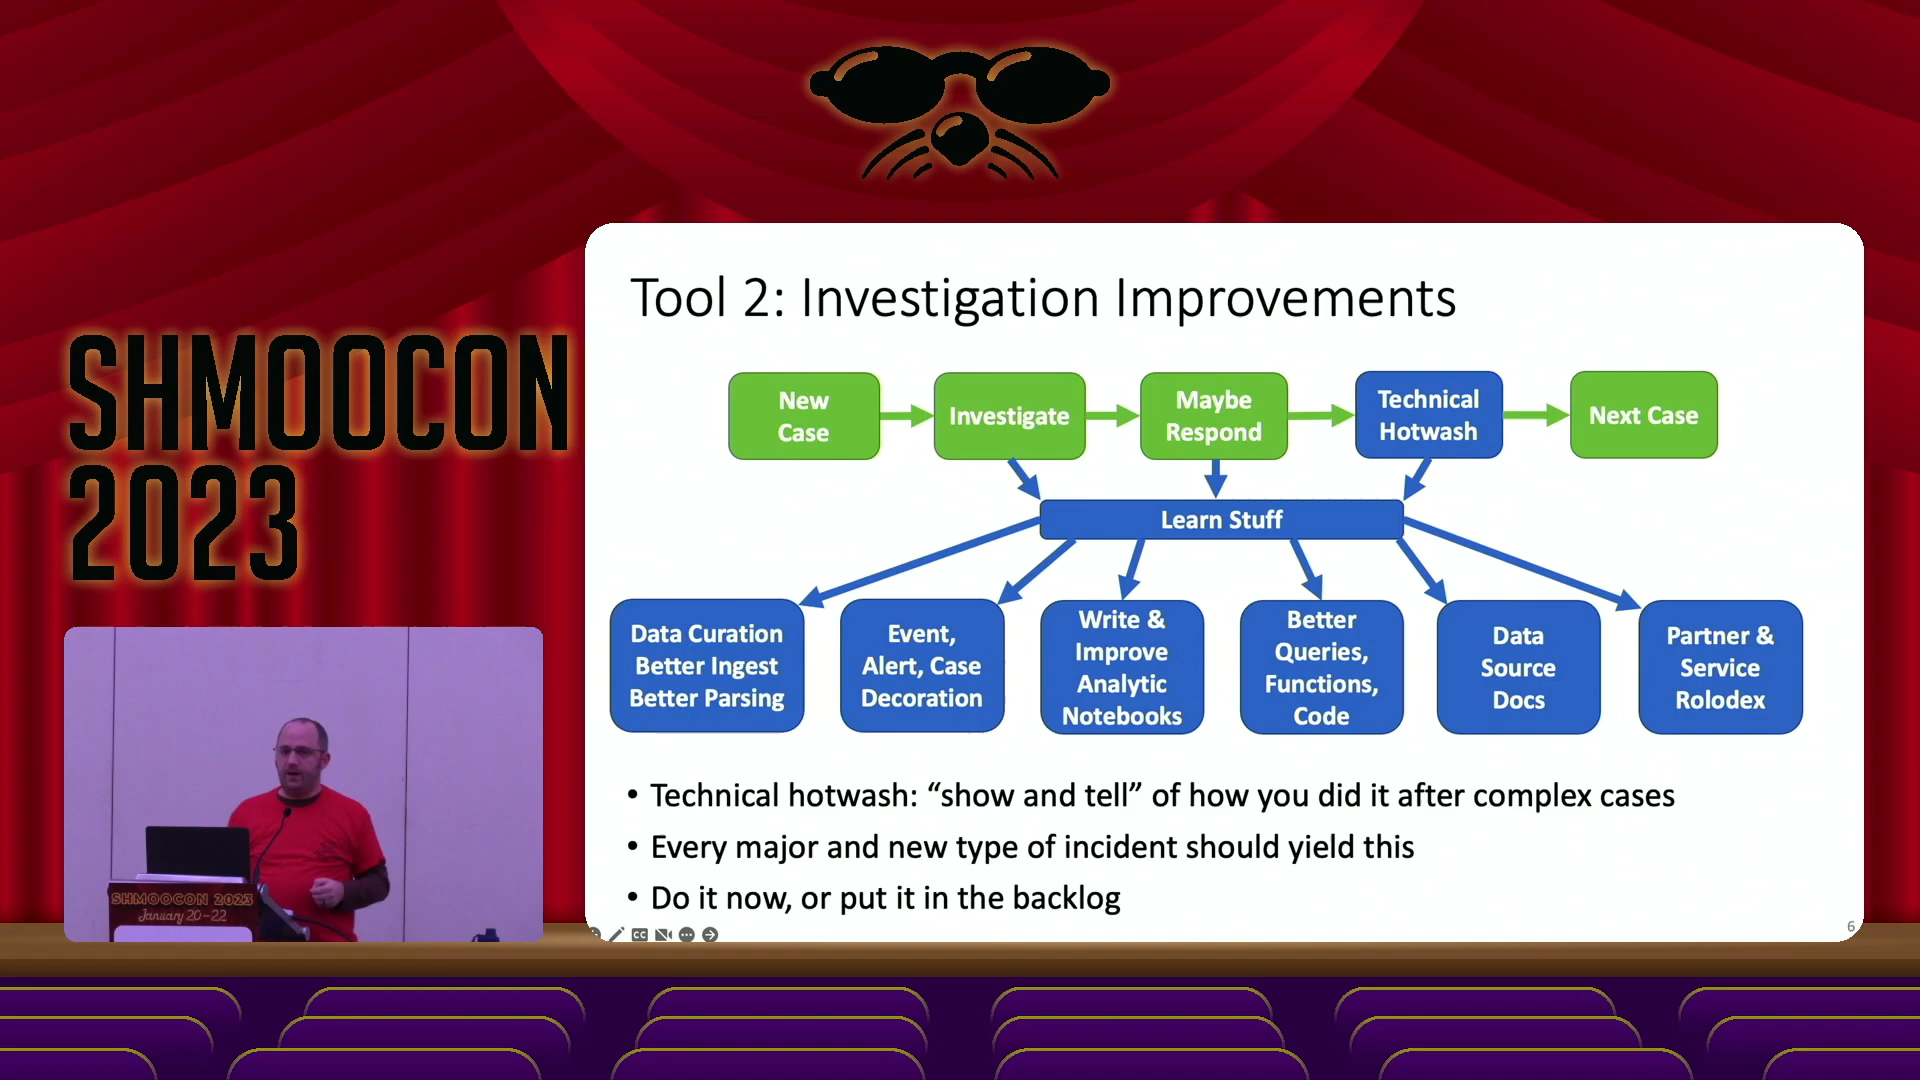 SHMOOCON
2023
Tool 2: Investigation Improvements
New
Case
Investigate
Maybe
Respond
Technical
Hotwash
Next Case
Learn Stuff
Data Curation
Better Ingest
Better Parsing
Event,
Alert, Case
Decoration
Write &
Improve
Analytic
Notebooks
Better
Queries,
Functions,
Code
Data
Source
Docs
Partner &
Service
Rolodex
• Technical hotwash: “show and tell” of how you did it after complex cases
• Every major and new type of incident should yield this
• Do it now, or put it in the backlog
CC
6
SHMOOCON 2023
January 20-22